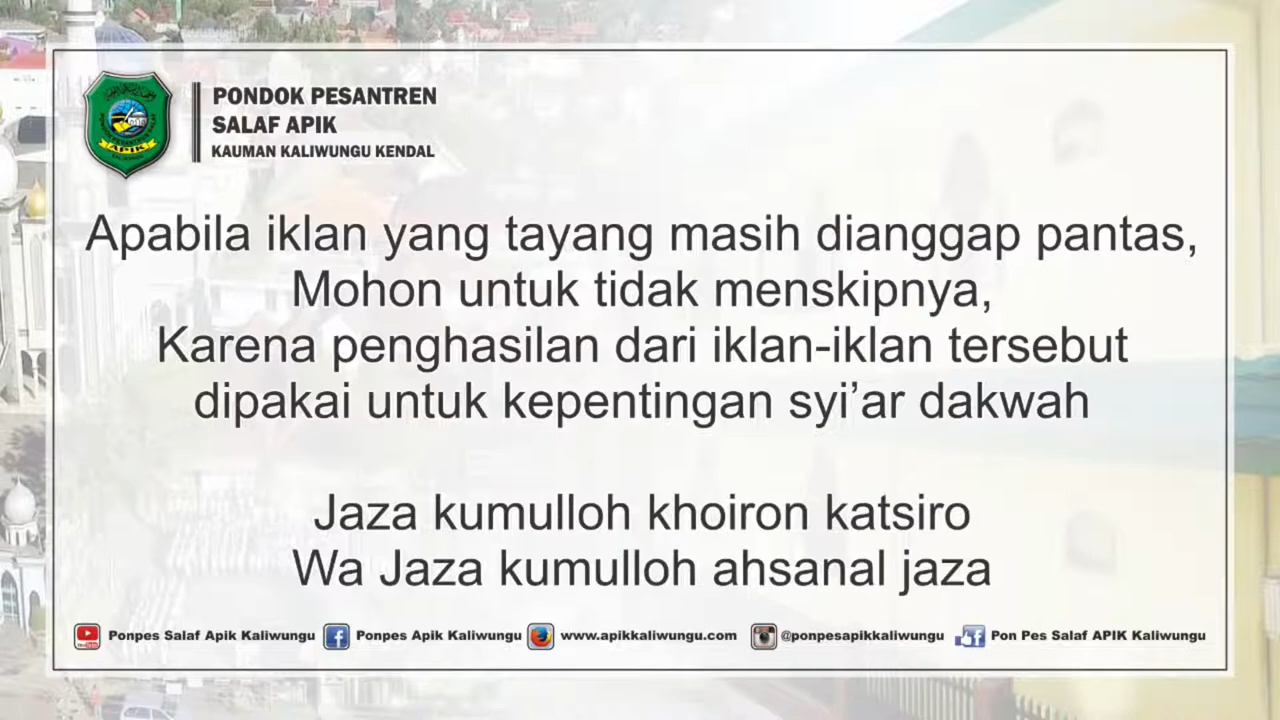 PONDOK PESANTREN
SALAF APIK
KAUMAN KALIWUNGU KENDAL
APIK
Apabila iklan yang tayang masih dianggap pantas,
Mohon untuk tidak menskipnya,
Karena penghasilan dari iklan-iklan tersebut
dipakai untuk kepentingan syi’ar dakwah
Jaza kumulloh khoiron katsiro
Wa Jaza kumulloh ahsanal jaza
Ponpes Salaf Apik Kaliwungu
Ponpes Apik Kaliwungu
www.apikkaliwungu.com
@ponpesapikkaliwungu
Pon Pes Salaf APIK Kaliwungu